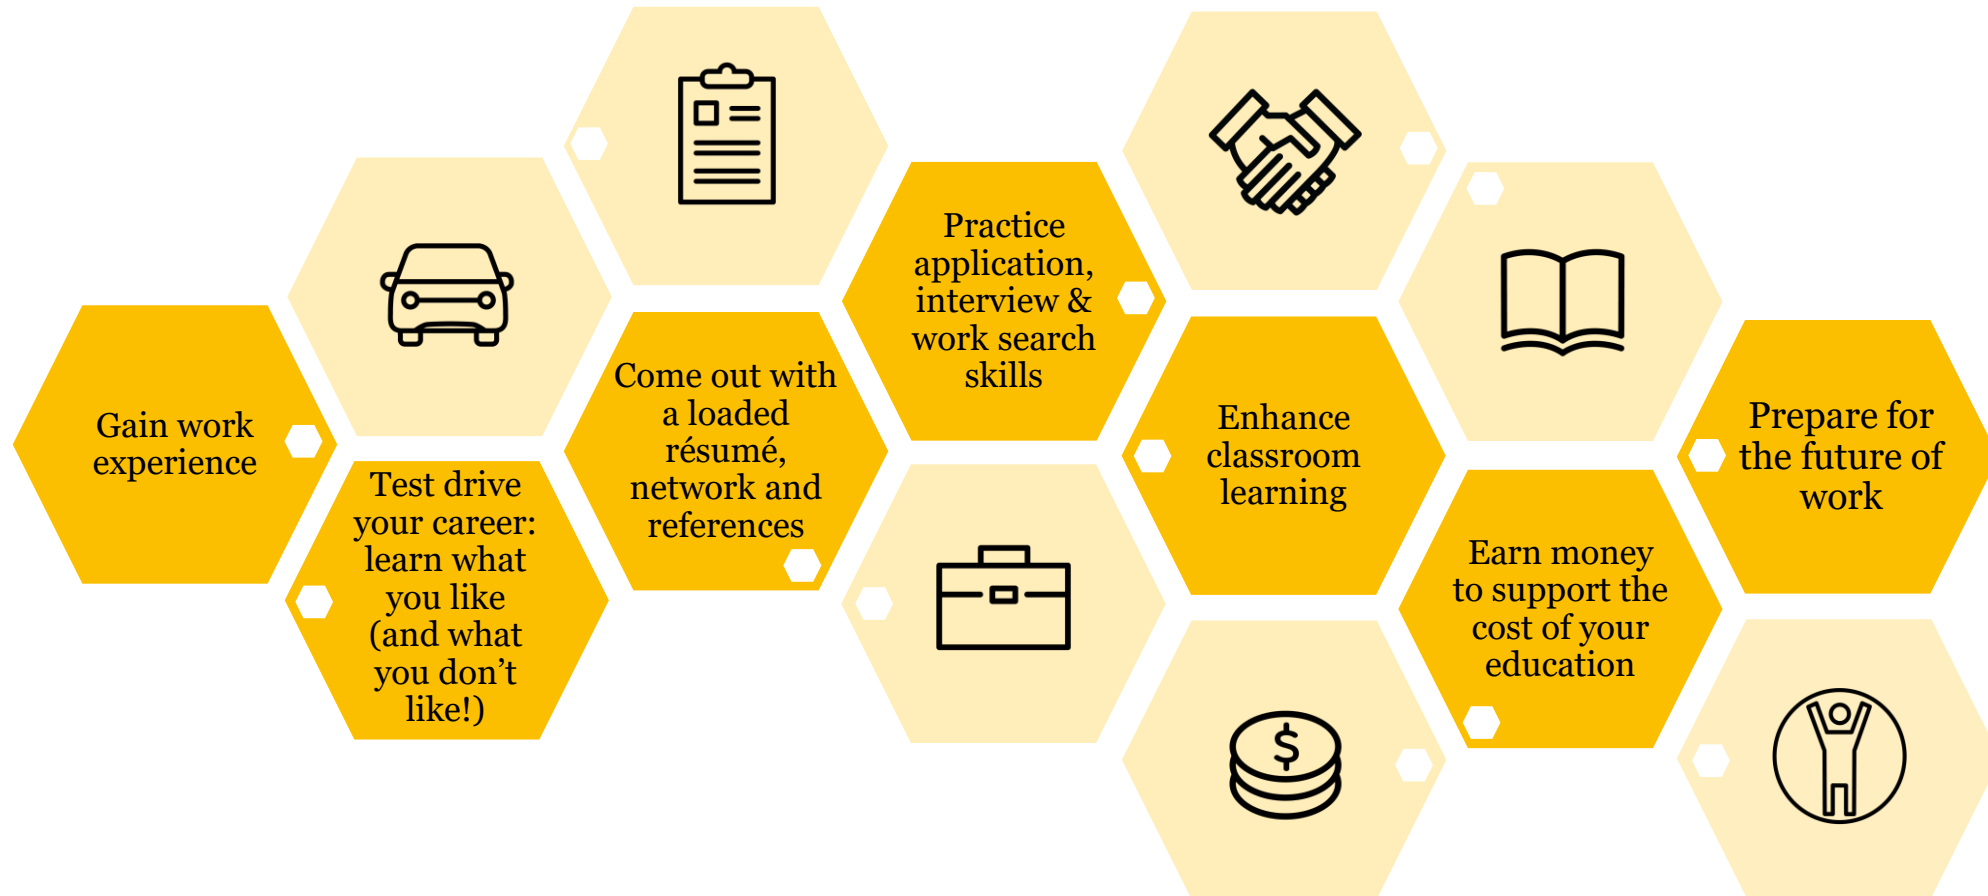 Gain work
experience
Test drive
your career:
learn what
you like
(and what
you don’t
like!)
Come out with
a loaded
résumé,
network and
references
Practice
application,
interview &
work search
skills
Enhance
classroom
learning
Earn money
to support the
cost of your
education
Prepare for
the future of
work
$